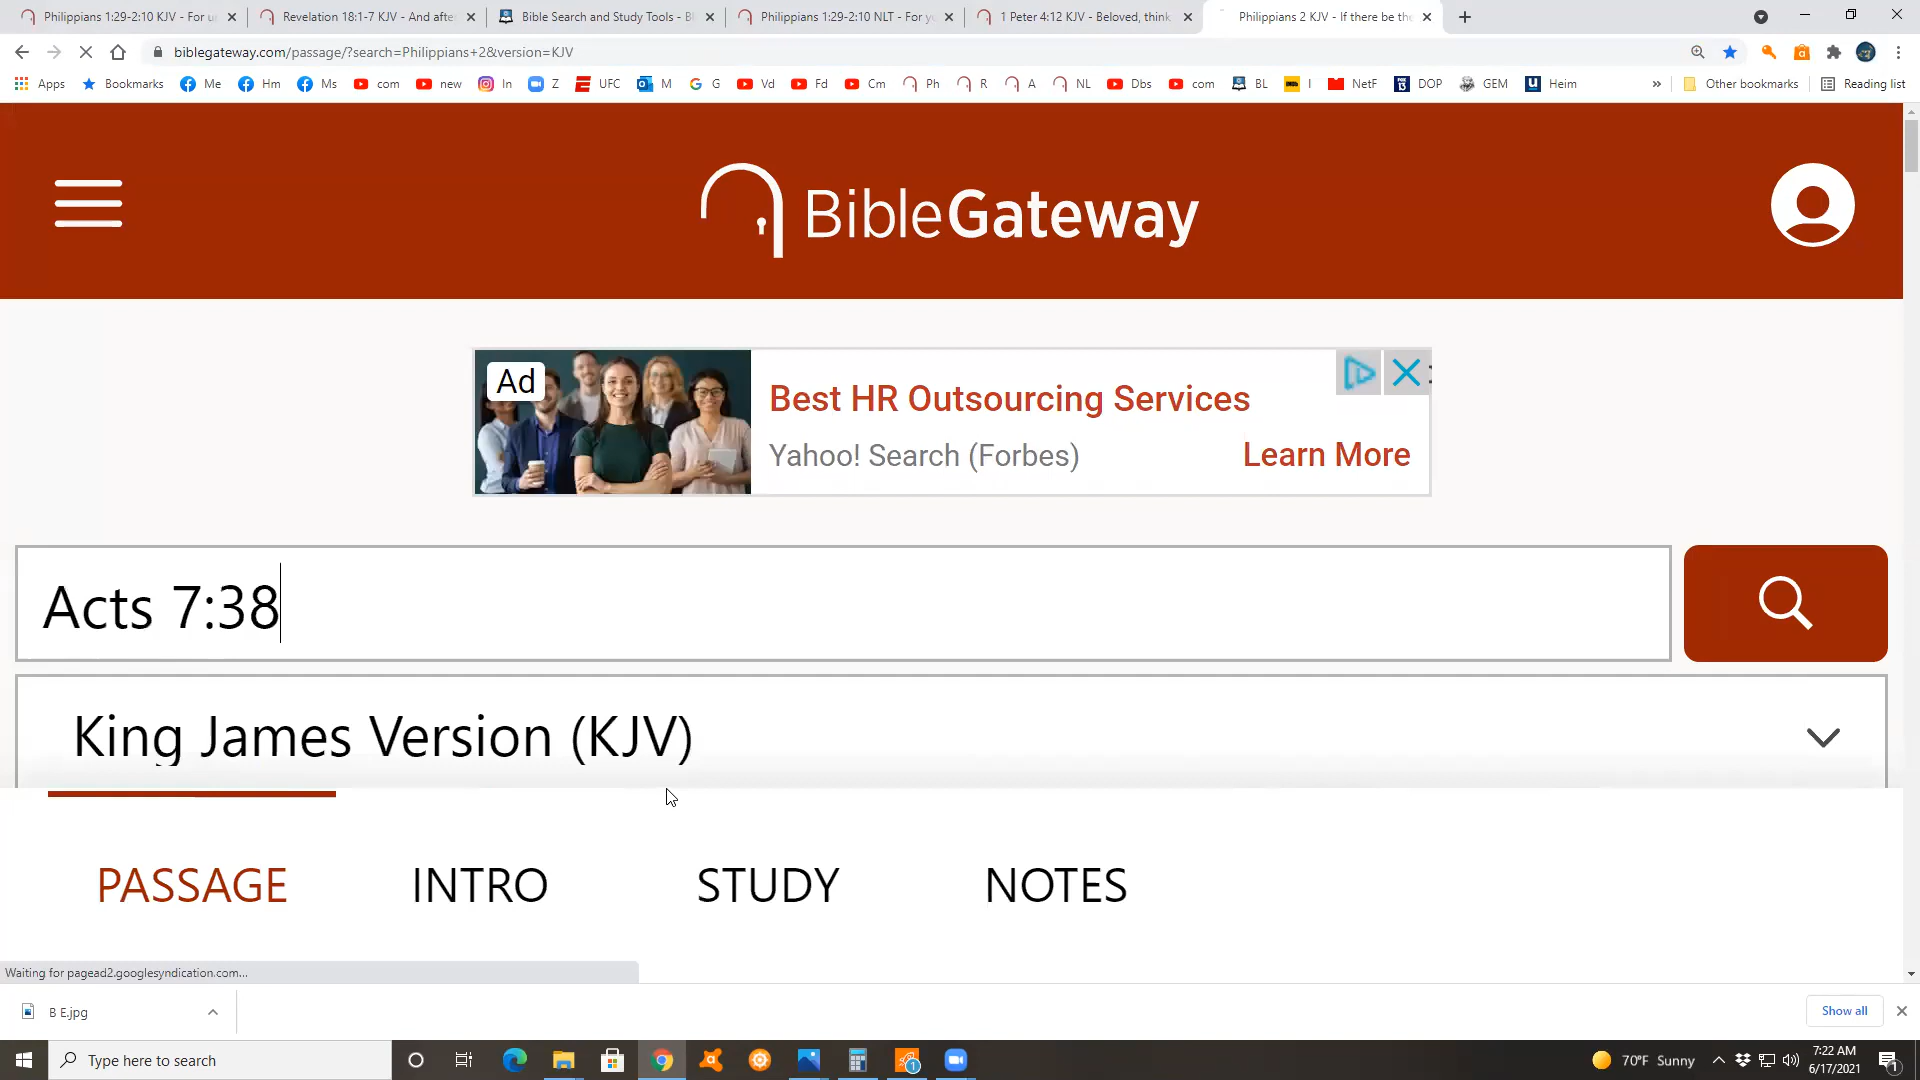 Philippians 1:29-2:10 KJV - For u
Revelation 18:1-7 KJV - And afte
Bible Search and Study Tools - B
Philippians 1:29-2:10 NLT - For y
1 Peter 4:12 KJV - Beloved, think
Philippians 2 KJV - If there be the
biblegateway.com/passage/?search=Philippians+2&version=KJV
Apps Bookmarks Me Hm Ms com new In Z UFC M G Vd Fd Cm Ph R A NL Dbs com BL I NetF DOP GEM Heim » Other bookmarks Reading list
BibleGateway
Ad
Best HR Outsourcing Services
Yahoo! Search (Forbes)
Learn More
Acts 7:38
King James Version (KJV)
PASSAGE INTRO STUDY NOTES
Waiting for pagead2.googlesyndication.com...
B E.jpg
Show all
Type here to search
70°F Sunny
7:22 AM
6/17/2021